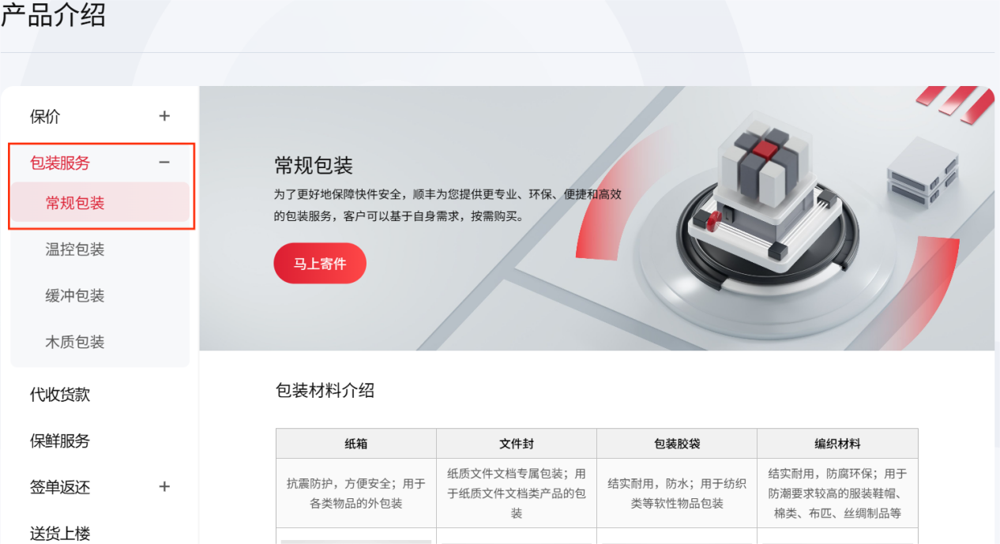 产品介绍
保价
包装服务
常规包装
温控包装
缓冲包装
木质包装
代收货款
保鲜服务
签单返还
送货上楼
常规包装
为了更好地保障快件安全，顺丰为您提供更专业、环保、便捷和高效
的包装服务，客户可以基于自身需求，按需购买。
马上寄件
包装材料介绍
纸箱 文件封 包装胶袋 编织材料
抗震防护，方便安全；用于
各类物品的外包装
纸质文件文档专属包装；用
于纸质文件文档类产品的包
装
结实耐用，防水；用于纺织
类等软性物品包装
结实耐用，防腐环保；用于
防潮要求较高的服装鞋帽、
棉类、布匹、丝绸制品等